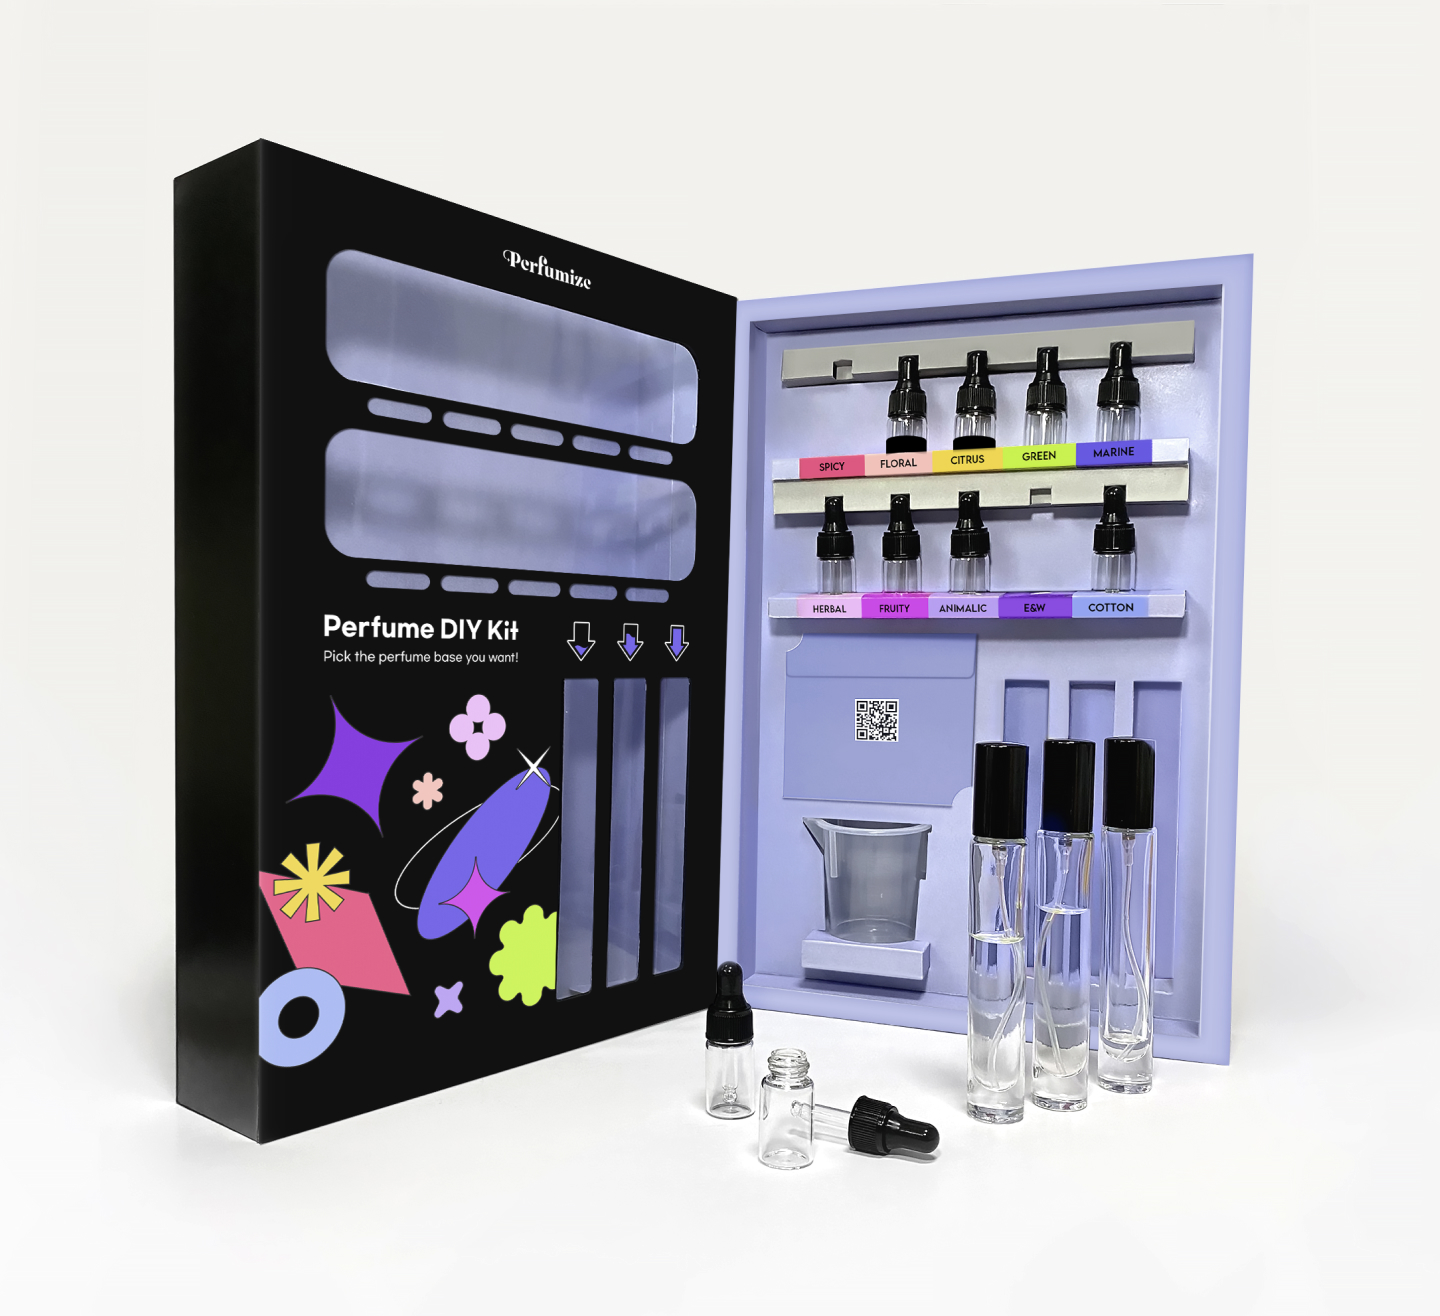 Perfumize
Perfume DIY Kit
Pick the perfume base you want!
SPICY
FLORAL
CITRUS
GREEN
MARINE
HERBAL
FRUITY
ANIMALIC
E&W
COTTON